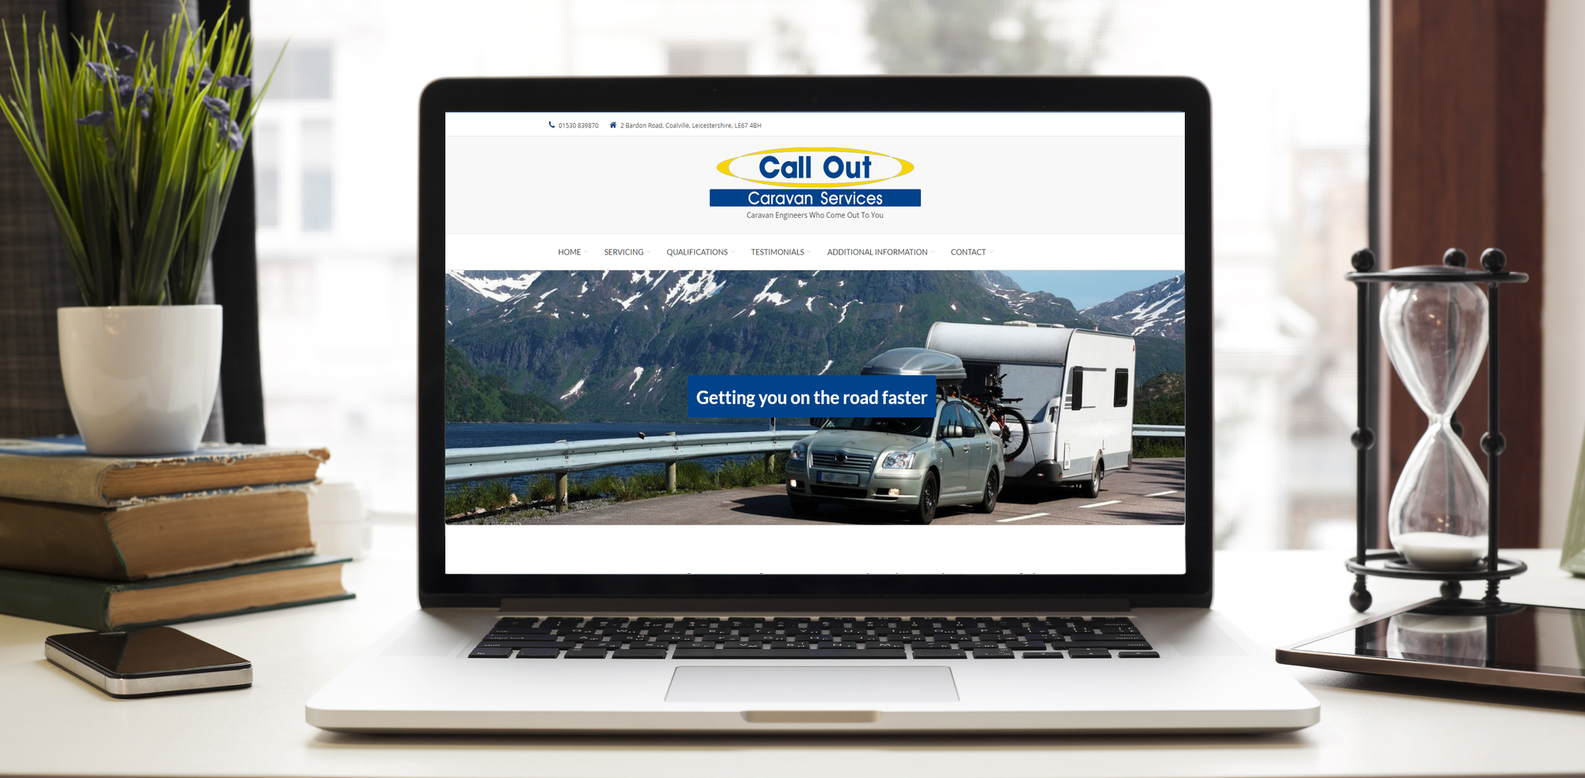 01530 839870 2 Bardon Road, Coalville, Leicestershire, LE67 4BH
Call Out
Caravan Services
Caravan Engineers Who Come Out To You
HOME SERVICING QUALIFICATIONS TESTIMONIALS ADDITIONAL INFORMATION CONTACT
Getting you on the road faster